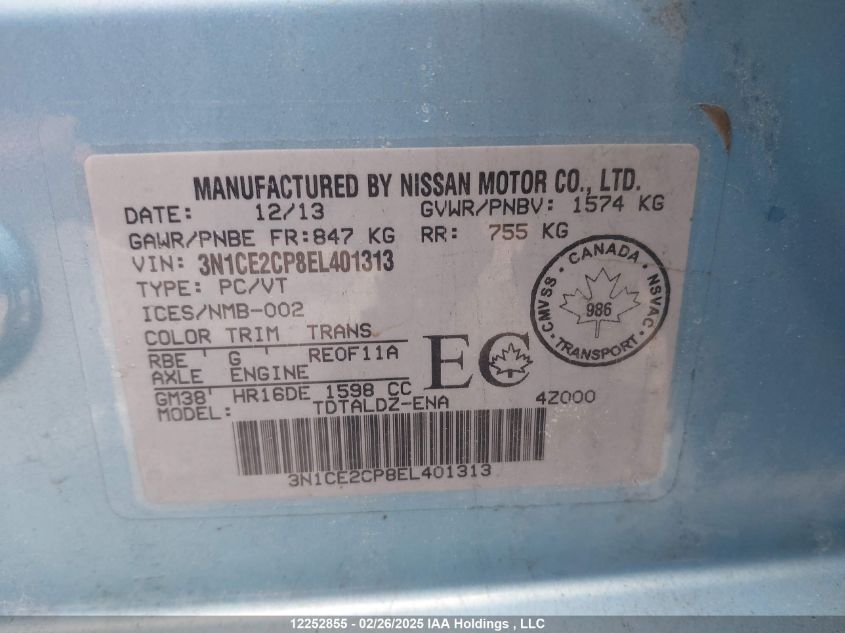 MANUFACTURED BY NISSAN MOTOR CO., LTD.
DATE: 12/13 GVWR/PNBV: 1574 KG
GAWR/PNBE FR:847 KG RR: 755 KG
VIN: 3N1CE2CP8EL401313
TYPE: PC/VT
ICES/NMB-002
COLOR TRIM TRANS
RBE ' G ' RE0F11A
AXLE ENGINE
GM38' HR16DE 1598 CC
MODEL: TDTALDZ-ENA 4Z000
EC
CANADA
CMVSS · NSVAC
986
TRANSPORT
3N1CE2CP8EL401313
12252855 - 02/26/2025 IAA Holdings , LLC